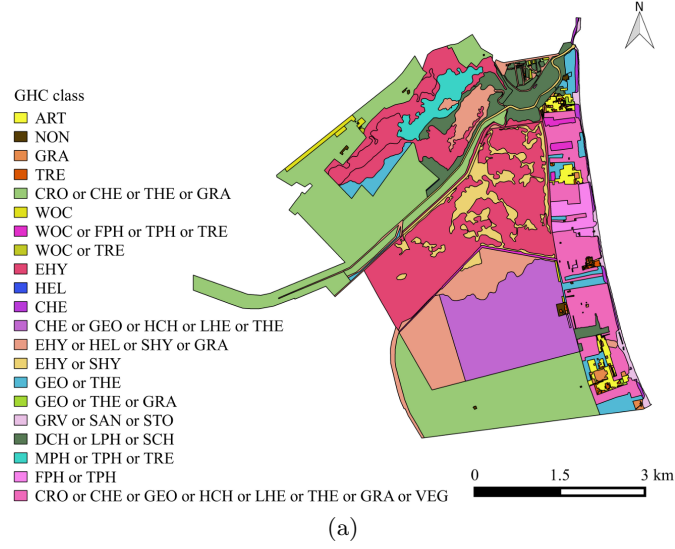 N
GHC class
ART
NON
GRA
TRE
CRO or CHE or THE or GRA
WOC
WOC or FPH or TPH or TRE
WOC or TRE
EHY
HEL
CHE
CHE or GEO or HCH or LHE or THE
EHY or HEL or SHY or GRA
EHY or SHY
GEO or THE
GEO or THE or GRA
GRV or SAN or STO
DCH or LPH or SCH
MPH or TPH or TRE
FPH or TPH
CRO or CHE or GEO or HCH or LHE or THE or GRA or VEG
0 1.5 3 km
(a)